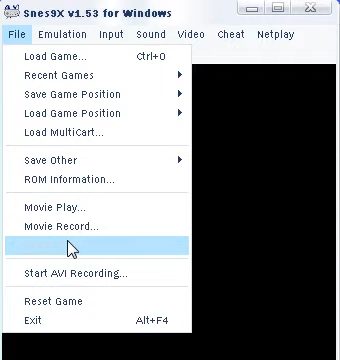 Snes9X v1.53 for Windows
File Emulation Input Sound Video Cheat Netplay
Load Game... Ctrl+O
Recent Games
Save Game Position
Load Game Position
Load MultiCart...
Save Other
ROM Information...
Movie Play...
Movie Record...
Start AVI Recording...
Reset Game
Exit Alt+F4